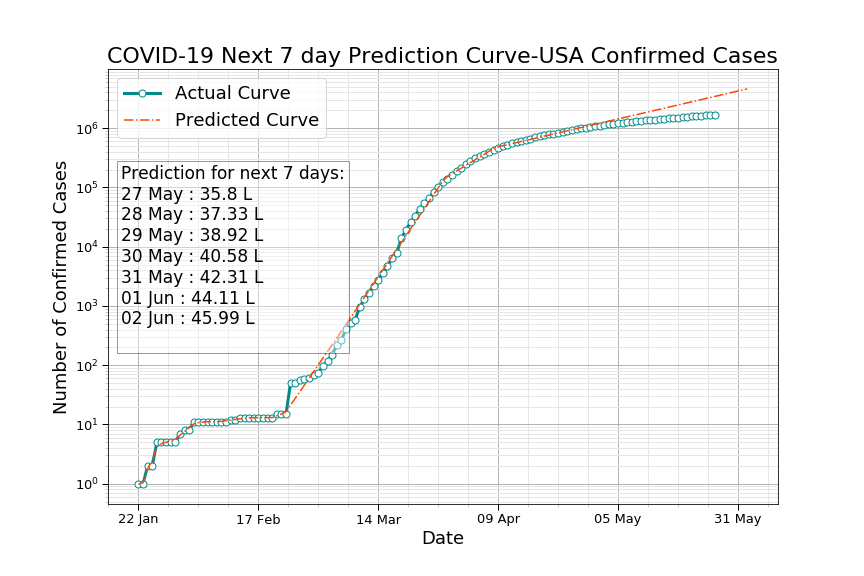 COVID-19 Next 7 day Prediction Curve-USA Confirmed Cases
Actual Curve
Predicted Curve
Prediction for next 7 days:
27 May : 35.8 L
28 May : 37.33 L
29 May : 38.92 L
30 May : 40.58 L
31 May : 42.31 L
01 Jun : 44.11 L
02 Jun : 45.99 L
Number of Confirmed Cases
10⁶
10⁵
10⁴
10³
10²
10¹
10⁰
22 Jan 17 Feb 14 Mar 09 Apr 05 May 31 May
Date